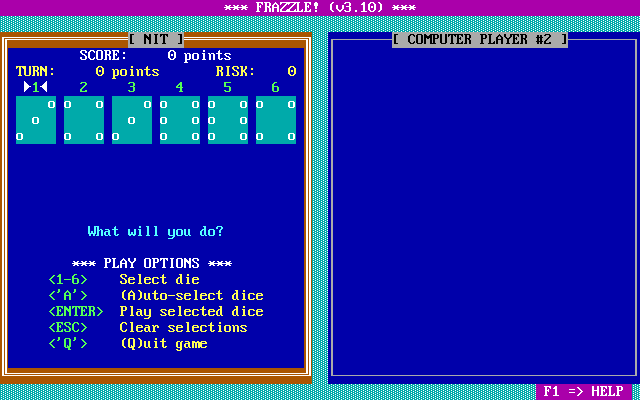 *** FRAZZLE! (v3.10) ***
[ NIT ]
SCORE: 0 points
TURN: 0 points RISK: 0
►1◄ 2 3 4 5 6
What will you do?
*** PLAY OPTIONS ***
<1-6> Select die
<'A'> (A)uto-select dice
<ENTER> Play selected dice
<ESC> Clear selections
<'Q'> (Q)uit game
[ COMPUTER PLAYER #2 ]
F1 => HELP